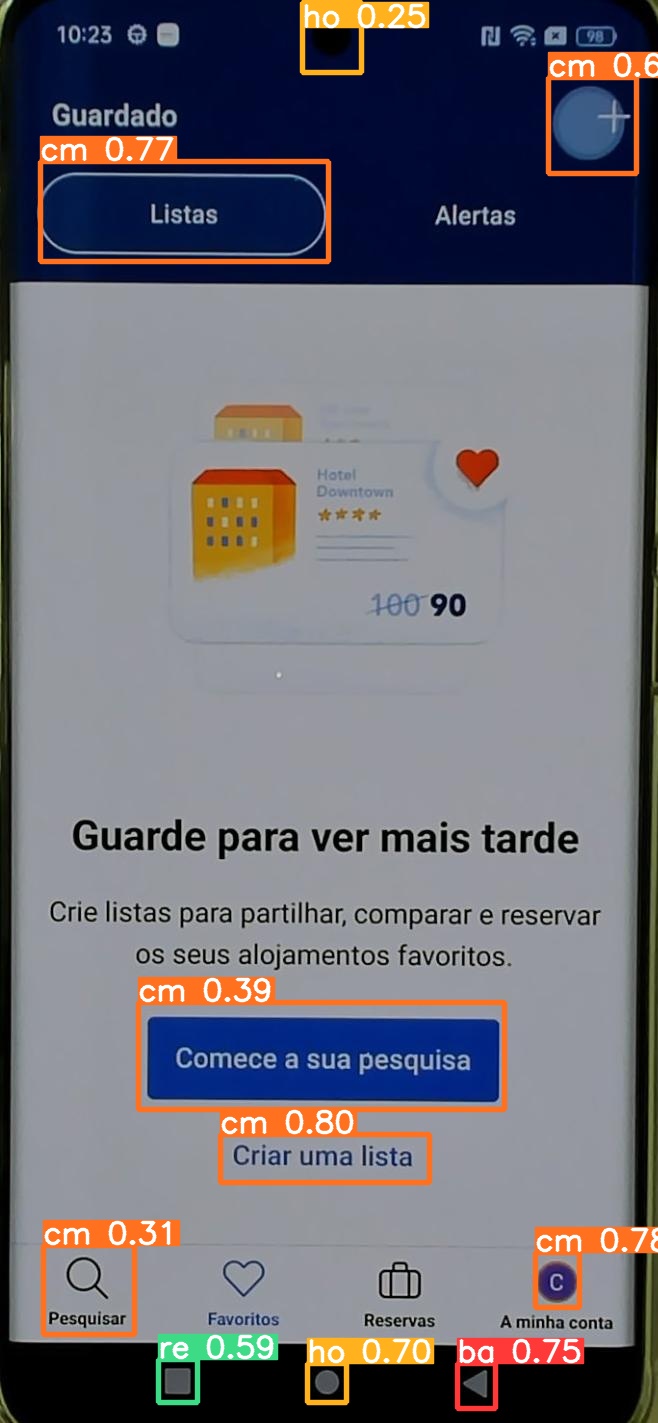 ho 0.25
10:23
98
cm 0.6
Guardado
cm 0.77
Listas
Alertas
Hotel
Downtown
100 90
Guarde para ver mais tarde
Crie listas para partilhar, comparar e reservar
os seus alojamentos favoritos.
cm 0.39
Comece a sua pesquisa
cm 0.80
Criar uma lista
cm 0.31
cm 0.78
C
Pesquisar
Favoritos
Reservas
A minha conta
re 0.59
ho 0.70
ba 0.75